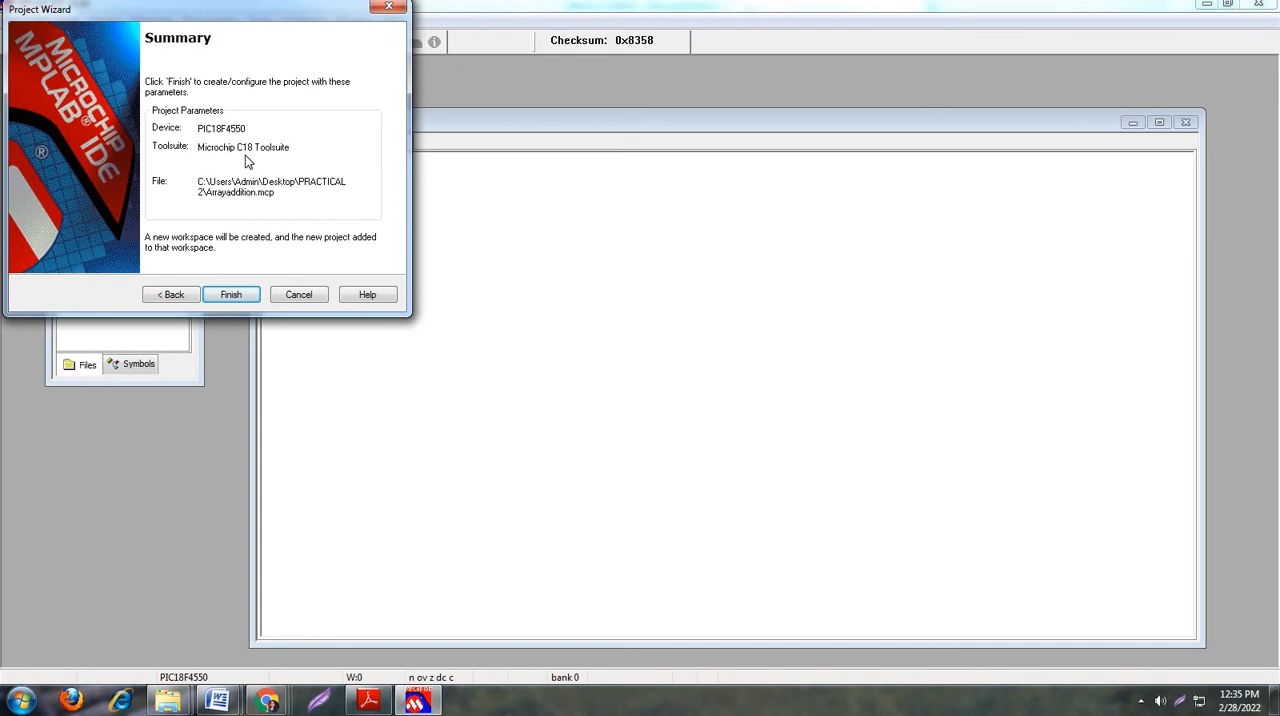 Project Wizard
Summary
Checksum: 0x8358
MICROCHIP
MPLAB® IDE
®
Click 'Finish' to create/configure the project with these
parameters.
Project Parameters
Device: PIC18F4550
Toolsuite: Microchip C18 Toolsuite
File: C:\Users\Admin\Desktop\PRACTICAL
2\Arrayaddition.mcp
A new workspace will be created, and the new project added
to that workspace.
< Back Finish Cancel Help
Files Symbols
PIC18F4550 W:0 n ov z dc c bank 0
MPLAB IDE
12:35 PM
2/28/2022